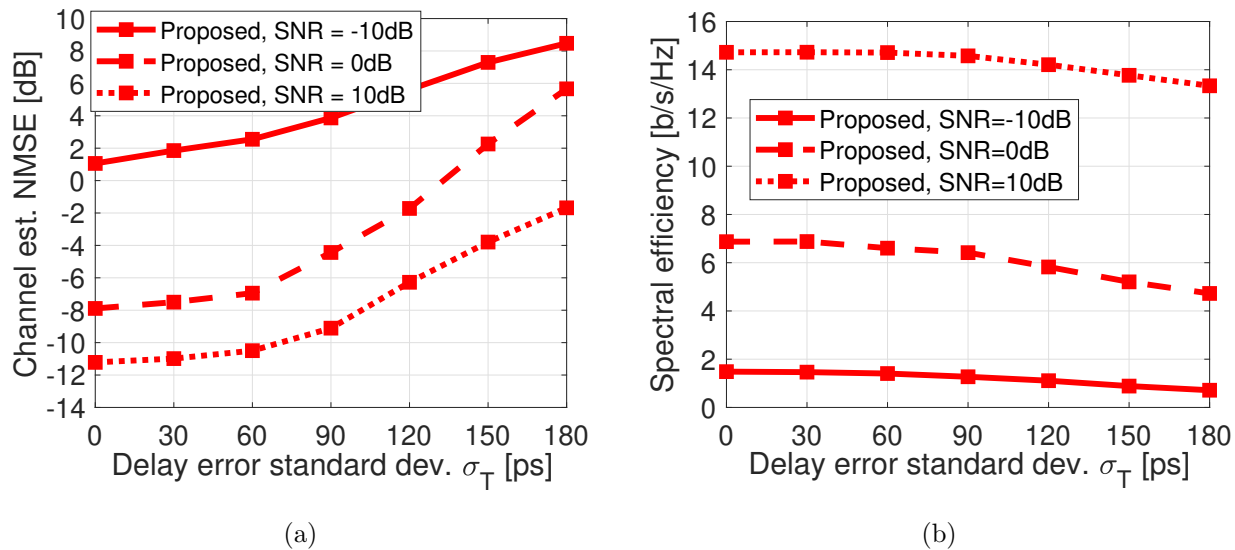 Channel est. NMSE [dB]
10
8
6
4
2
0
-2
-4
-6
-8
-10
-12
-14
Proposed, SNR = -10dB
Proposed, SNR = 0dB
Proposed, SNR = 10dB
0 30 60 90 120 150 180
Delay error standard dev. σ_T [ps]
(a)
Spectral efficiency [b/s/Hz]
16
14
12
10
8
6
4
2
0
Proposed, SNR=-10dB
Proposed, SNR=0dB
Proposed, SNR=10dB
0 30 60 90 120 150 180
Delay error standard dev. σ_T [ps]
(b)